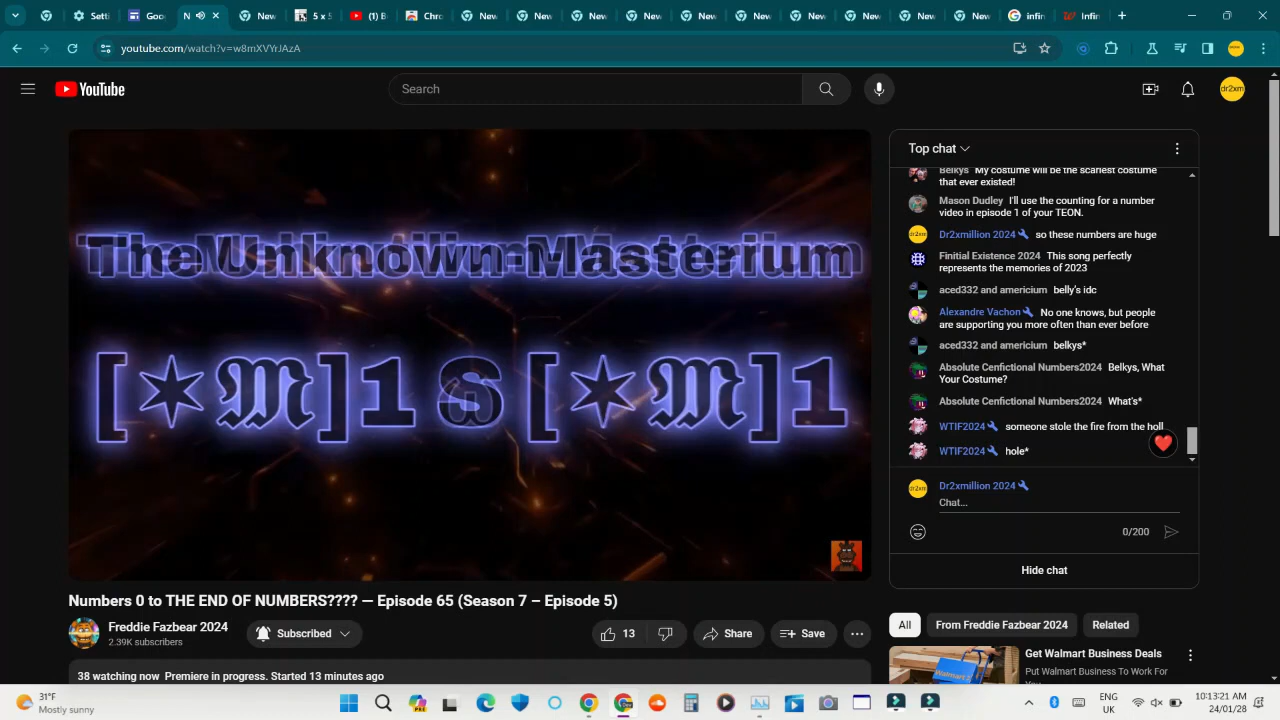 Setti
Goo
N
New
5 x 5
(1) B
Chro
New
New
New
New
New
New
New
New
New
New
infin
Infin
youtube.com/watch?v=w8mXVYrJAzA
YouTube
Search
dr2xm
Top chat
Belkys My costume will be the scariest costume
that ever existed!
Mason Dudley I'll use the counting for a number
video in episode 1 of your TEON.
Dr2xmillion 2024 so these numbers are huge
Finitial Existence 2024 This song perfectly
represents the memories of 2023
aced332 and americium belly's idc
Alexandre Vachon No one knows, but people
are supporting you more often than ever before
aced332 and americium belkys*
Absolute Cenfictional Numbers2024 Belkys, What
Your Costume?
Absolute Cenfictional Numbers2024 What's*
WTIF2024 someone stole the fire from the holl
WTIF2024 hole*
Dr2xmillion 2024
Chat...
0/200
Hide chat
The Unknown-Masterium
[✶𝕸]1 [✶𝕸]1
Numbers 0 to THE END OF NUMBERS???? — Episode 65 (Season 7 – Episode 5)
Freddie Fazbear 2024
2.39K subscribers
Subscribed
13
Share
Save
38 watching now Premiere in progress. Started 13 minutes ago
All
From Freddie Fazbear 2024
Related
Get Walmart Business Deals
Put Walmart Business To Work For
31°F
Mostly sunny
PRE
ENG
UK
10:13:21 AM
24/01/28